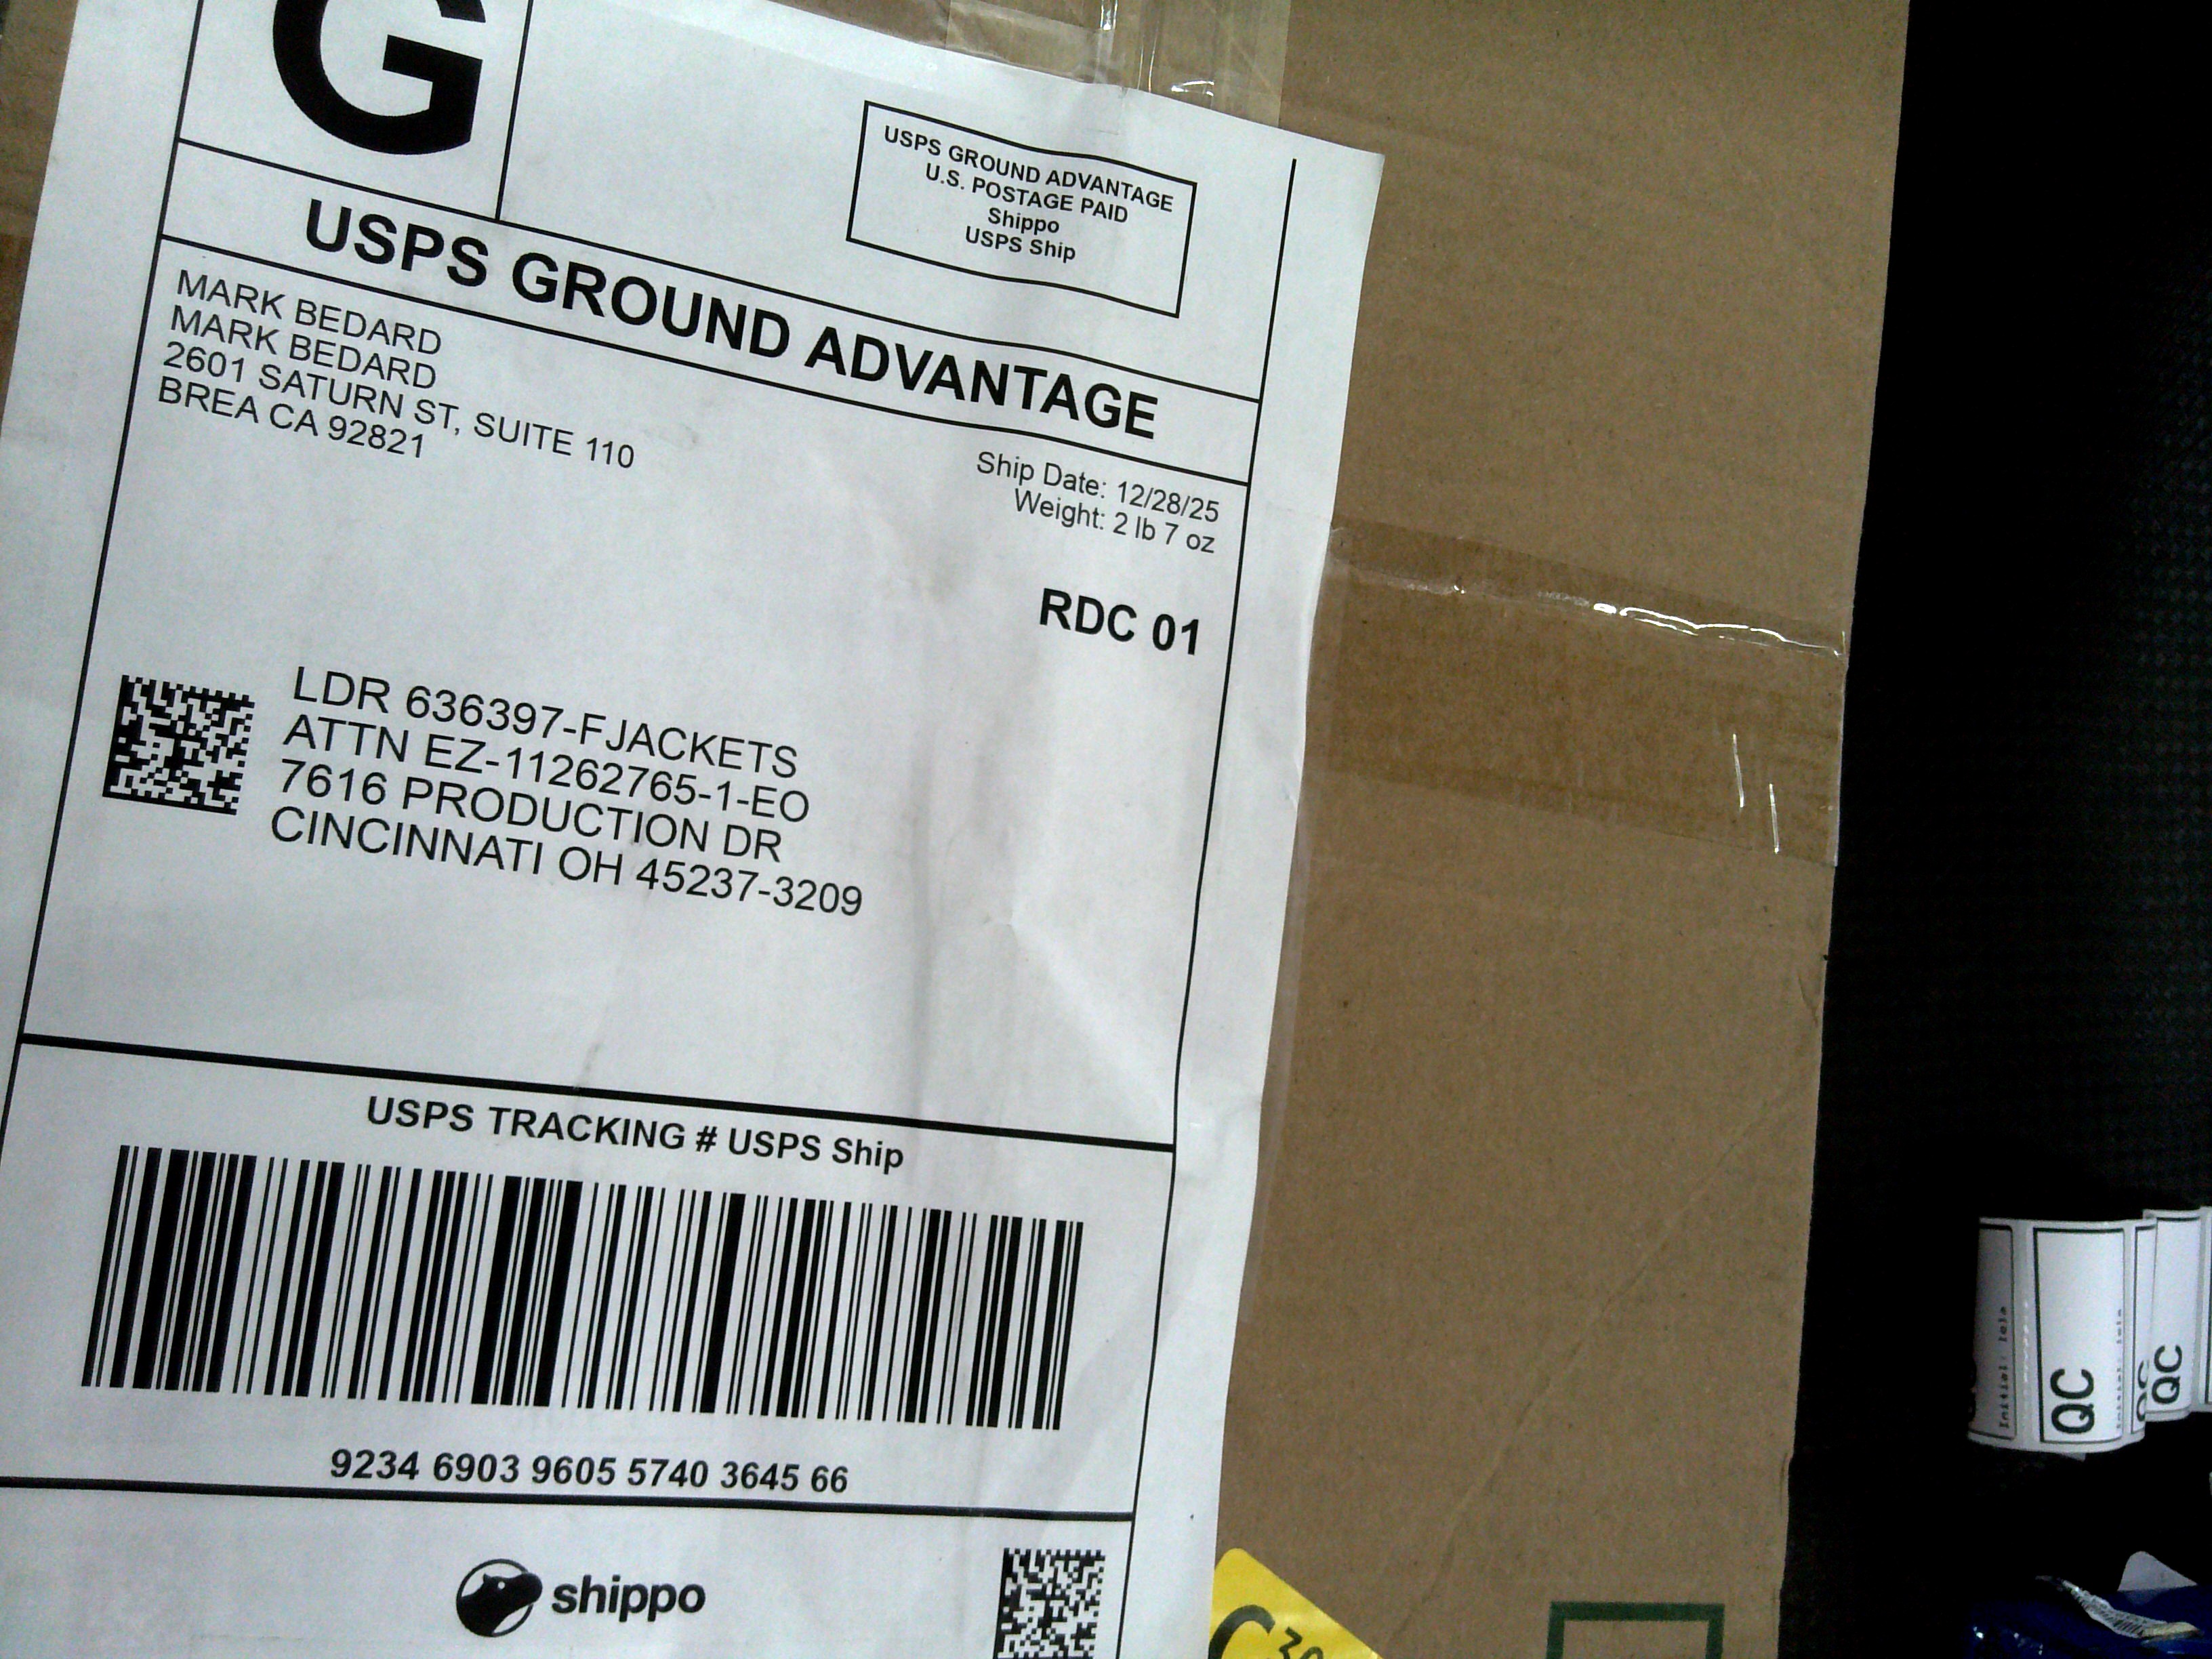 G
USPS GROUND ADVANTAGE
U.S. POSTAGE PAID
Shippo
USPS Ship
USPS GROUND ADVANTAGE
MARK BEDARD
MARK BEDARD
2601 SATURN ST, SUITE 110
BREA CA 92821
Ship Date: 12/28/25
Weight: 2 lb 7 oz
RDC 01
LDR 636397-FJACKETS
ATTN EZ-11262765-1-EO
7616 PRODUCTION DR
CINCINNATI OH 45237-3209
USPS TRACKING # USPS Ship
9234 6903 9605 5740 3645 66
shippo
C
QC
QC